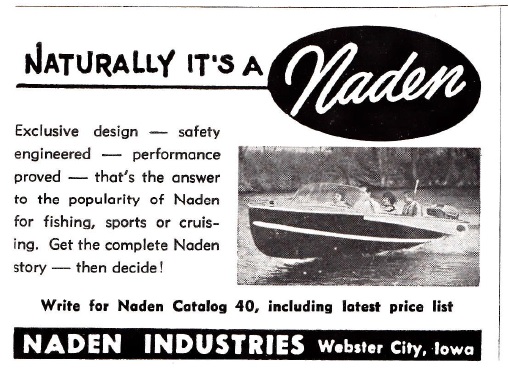 NATURALLY IT'S A Naden
Exclusive design — safety
engineered — performance
proved — that's the answer
to the popularity of Naden
for fishing, sports or cruis-
ing. Get the complete Naden
story — then decide!
Write for Naden Catalog 40, including latest price list
NADEN INDUSTRIES Webster City, Iowa